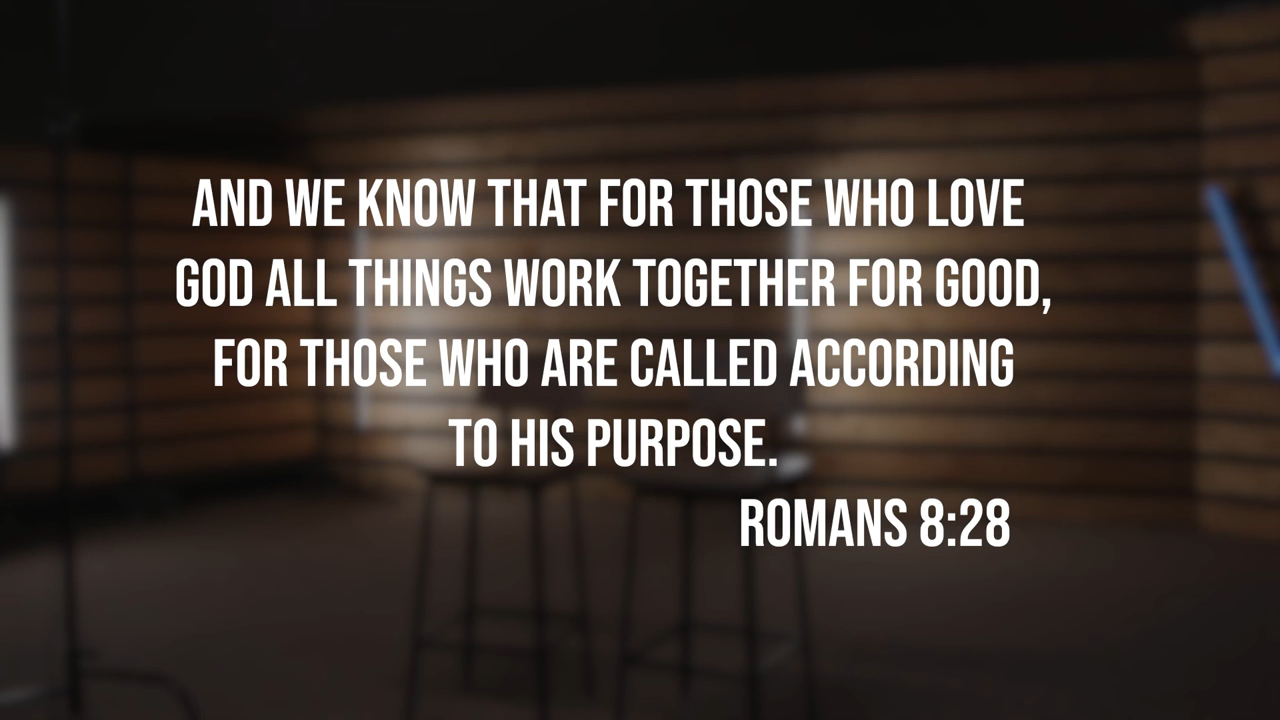 AND WE KNOW THAT FOR THOSE WHO LOVE
GOD ALL THINGS WORK TOGETHER FOR GOOD,
FOR THOSE WHO ARE CALLED ACCORDING
TO HIS PURPOSE.
ROMANS 8:28